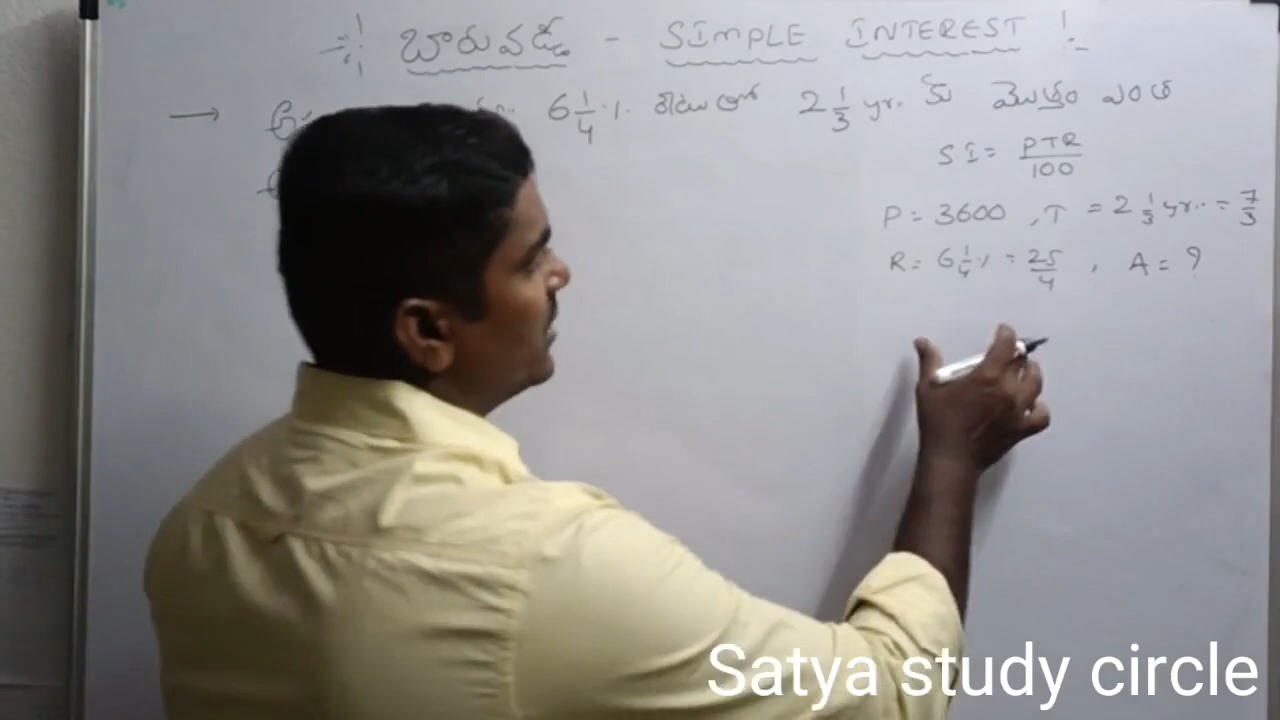 బారువడ్డీ - SIMPLE INTEREST
→ 6 1/4 % రేటుతో 2 1/3 yr. కు మొత్తం ఎంత
SI = PTR/100
P = 3600 , T = 2 1/3 yr.. = 7/3
R = 6 1/4 % = 25/4 , A = ?
Satya study circle